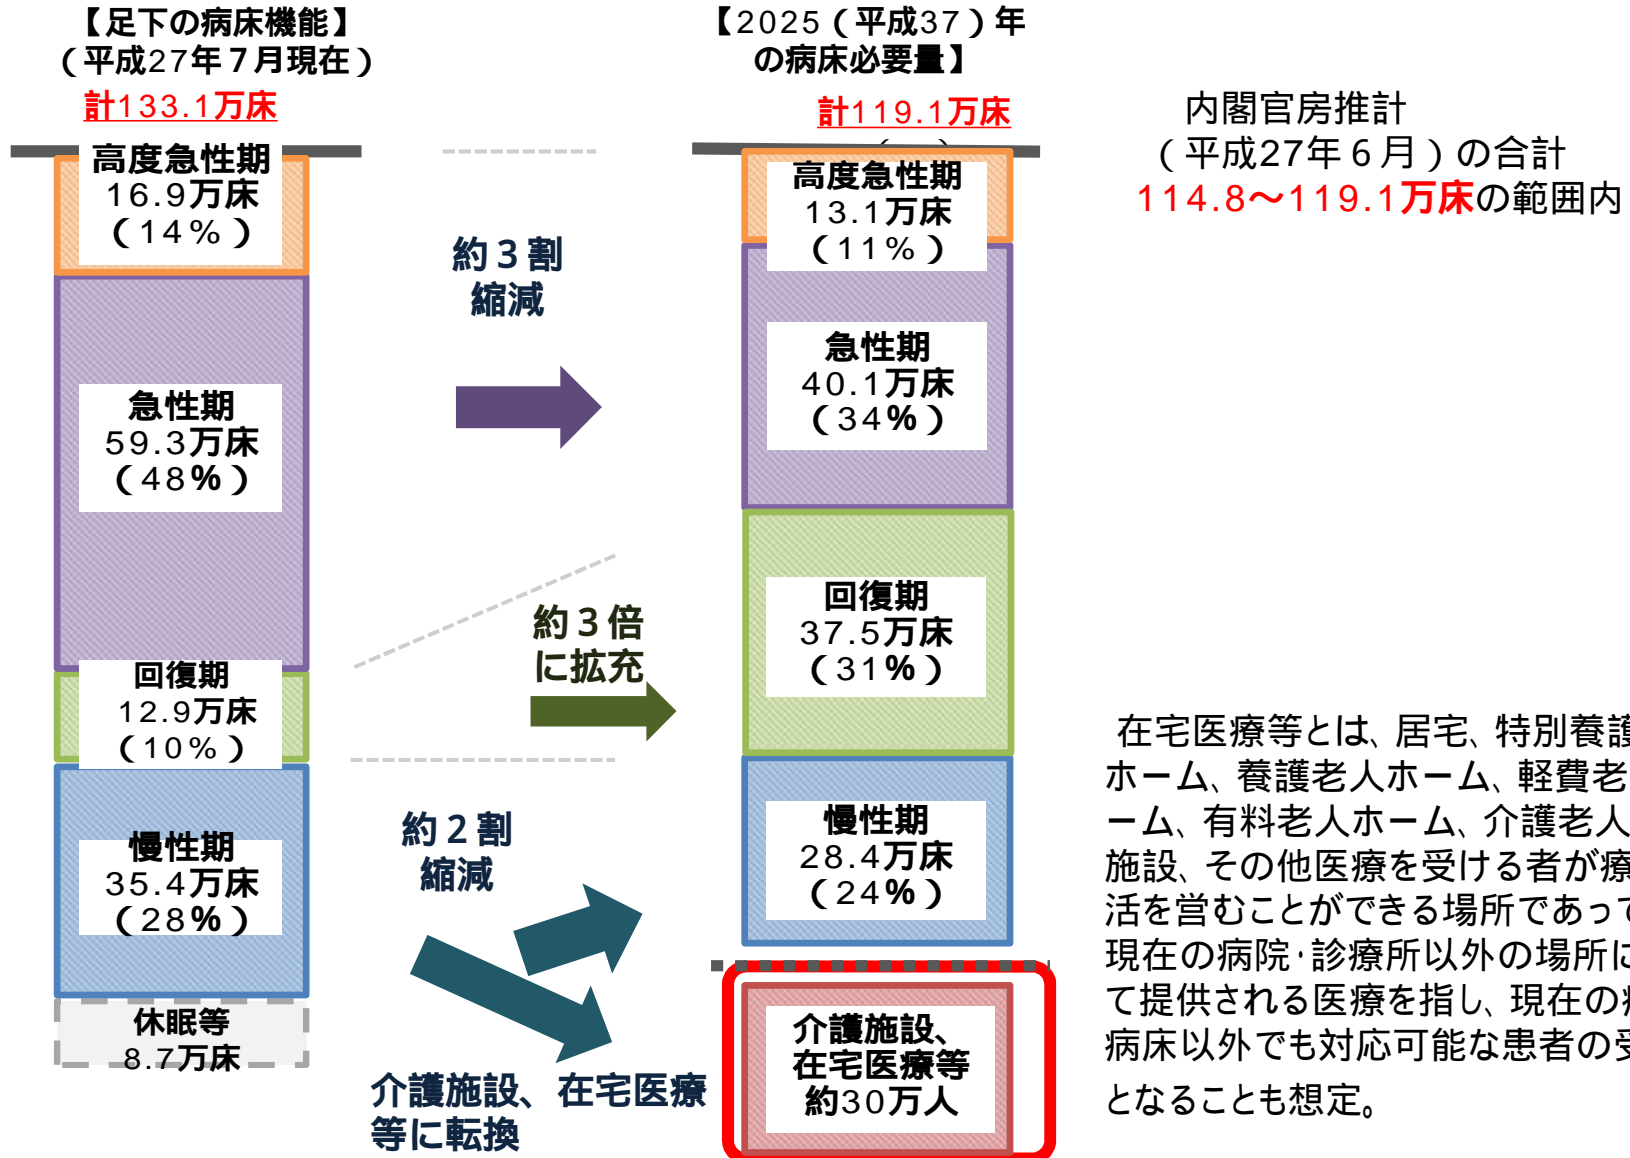 【足下の病床機能】
（平成27年７月現在）
計133.1万床
高度急性期
16.9万床
（14%）
急性期
59.3万床
（48%）
回復期
12.9万床
（10%）
慢性期
35.4万床
（28%）
休眠等
8.7万床
約３割
縮減
約３倍
に拡充
約２割
縮減
介護施設、在宅医療
等に転換
【2025（平成37）年
の病床必要量】
計119.1万床
高度急性期
13.1万床
（11%）
急性期
40.1万床
（34%）
回復期
37.5万床
（31%）
慢性期
28.4万床
（24%）
介護施設、
在宅医療等
約30万人
内閣官房推計
（平成27年６月）の合計
114.8～119.1万床の範囲内
在宅医療等とは、居宅、特別養護
ホーム、養護老人ホーム、軽費老
ーム、有料老人ホーム、介護老人
施設、その他医療を受ける者が療
活を営むことができる場所であって
現在の病院・診療所以外の場所に
て提供される医療を指し、現在の
病床以外でも対応可能な患者の受
となることも想定。